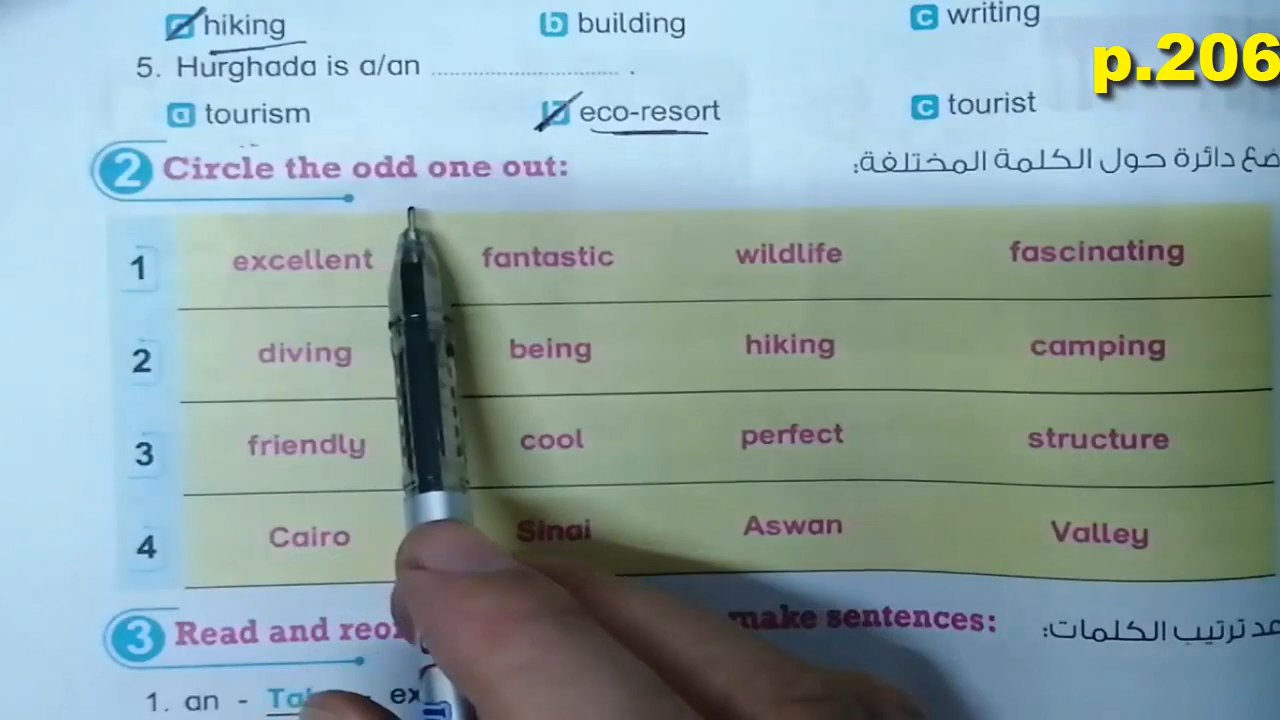 a hiking b building c writing
p.206
5. Hurghada is a/an .................................. .
a tourism b eco-resort c tourist
2 Circle the odd one out: ضع دائرة حول الكلمة المختلفة:
1 excellent fantastic wildlife fascinating
2 diving being hiking camping
3 friendly cool perfect structure
4 Cairo Sinai Aswan Valley
3 Read and make sentences: ترتيب الكلمات:
1. an -